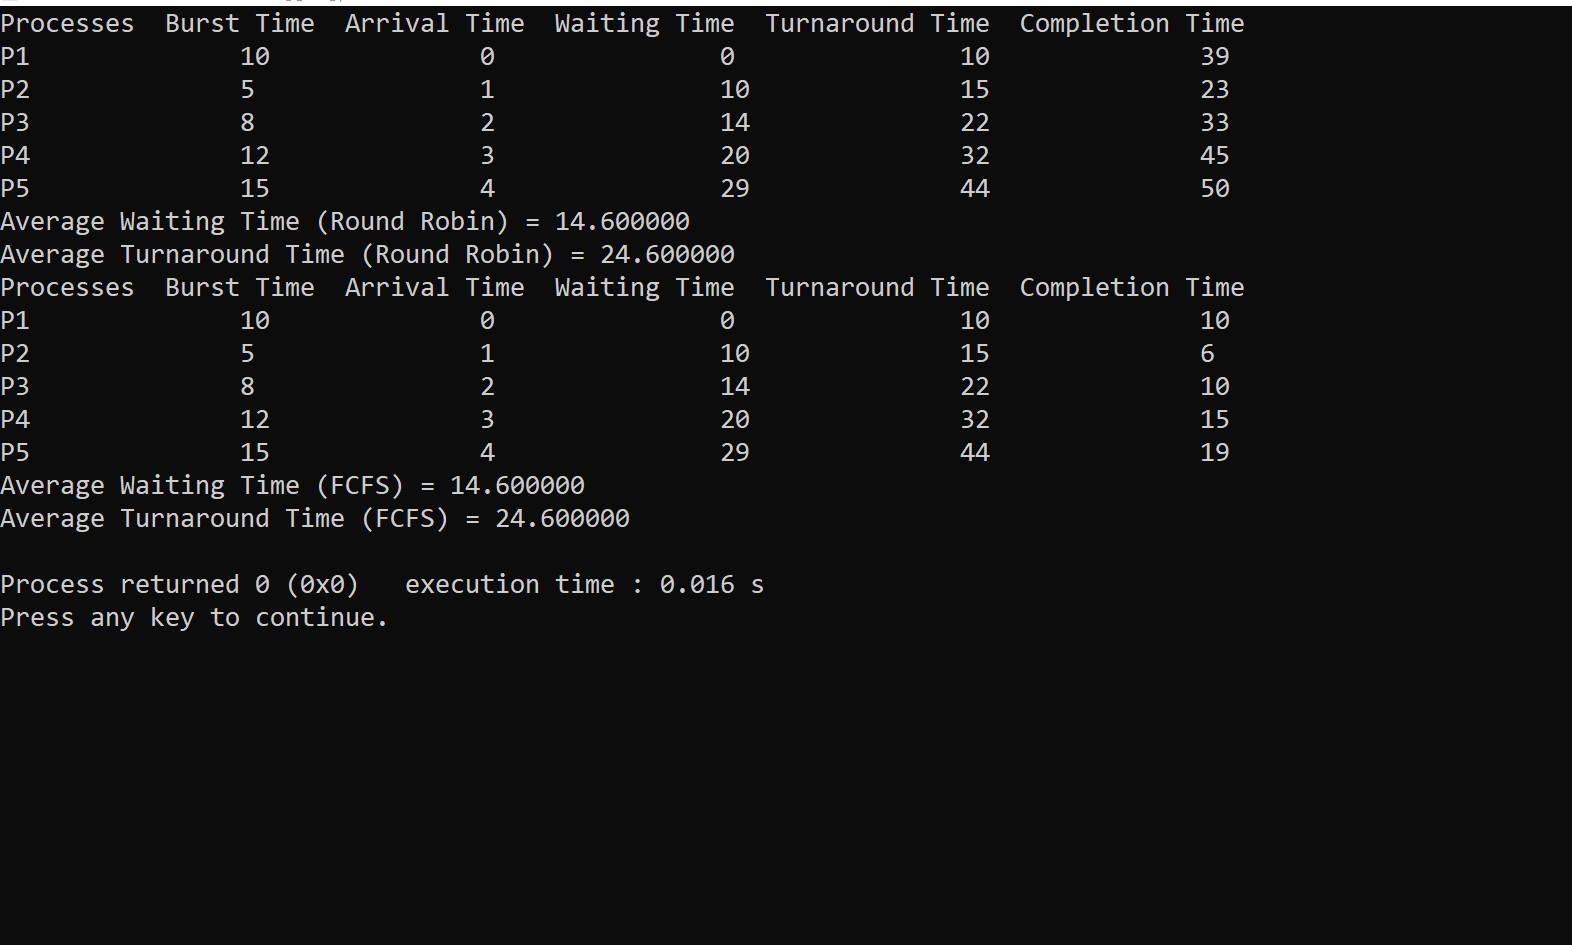 Processes  Burst Time  Arrival Time  Waiting Time  Turnaround Time  Completion Time
P1              10              0               0               10              39
P2              5               1               10              15              23
P3              8               2               14              22              33
P4              12              3               20              32              45
P5              15              4               29              44              50
Average Waiting Time (Round Robin) = 14.600000
Average Turnaround Time (Round Robin) = 24.600000
Processes  Burst Time  Arrival Time  Waiting Time  Turnaround Time  Completion Time
P1              10              0               0               10              10
P2              5               1               10              15              6
P3              8               2               14              22              10
P4              12              3               20              32              15
P5              15              4               29              44              19
Average Waiting Time (FCFS) = 14.600000
Average Turnaround Time (FCFS) = 24.600000

Process returned 0 (0x0)   execution time : 0.016 s
Press any key to continue.